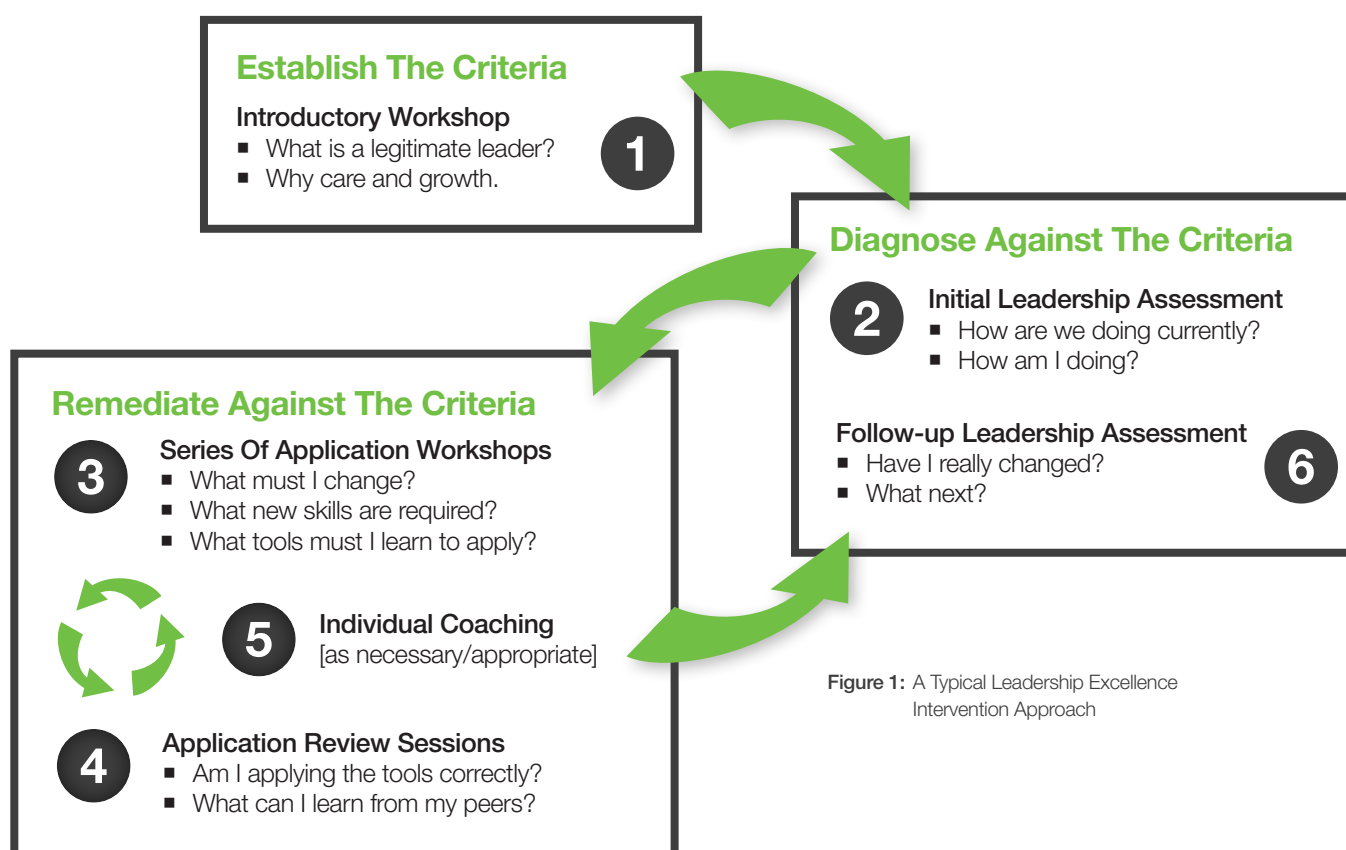 Establish The Criteria
Introductory Workshop
■ What is a legitimate leader?
■ Why care and growth.
1
Diagnose Against The Criteria
2
Initial Leadership Assessment
■ How are we doing currently?
■ How am I doing?
Follow-up Leadership Assessment
■ Have I really changed?
■ What next?
6
Remediate Against The Criteria
3
Series Of Application Workshops
■ What must I change?
■ What new skills are required?
■ What tools must I learn to apply?
5
Individual Coaching
[as necessary/appropriate]
4
Application Review Sessions
■ Am I applying the tools correctly?
■ What can I learn from my peers?
Figure 1: A Typical Leadership Excellence
Intervention Approach